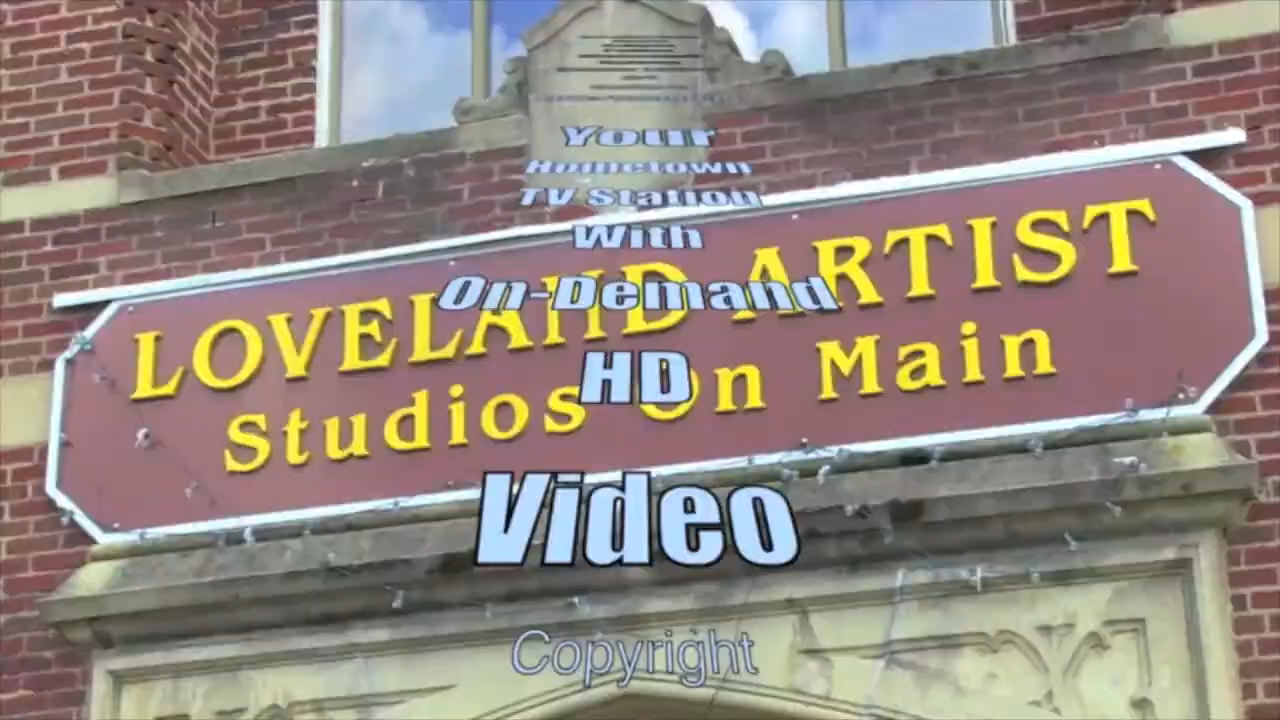 Your
Hometown
TV Station
With
On-Demand
HD
Video
LOVELAND ARTIST
Studios On Main
Copyright